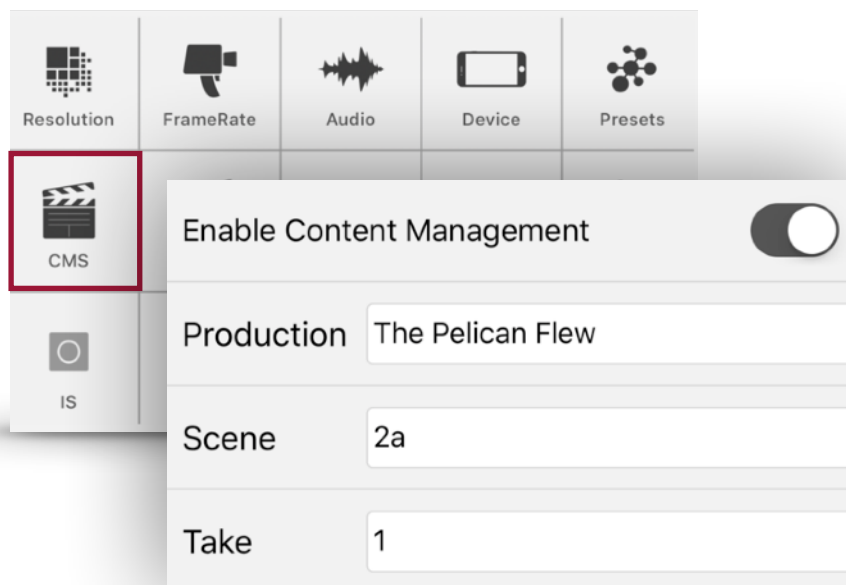 Resolution FrameRate Audio Device Presets
CMS
Enable Content Management
Production The Pelican Flew
Scene 2a
Take 1
IS